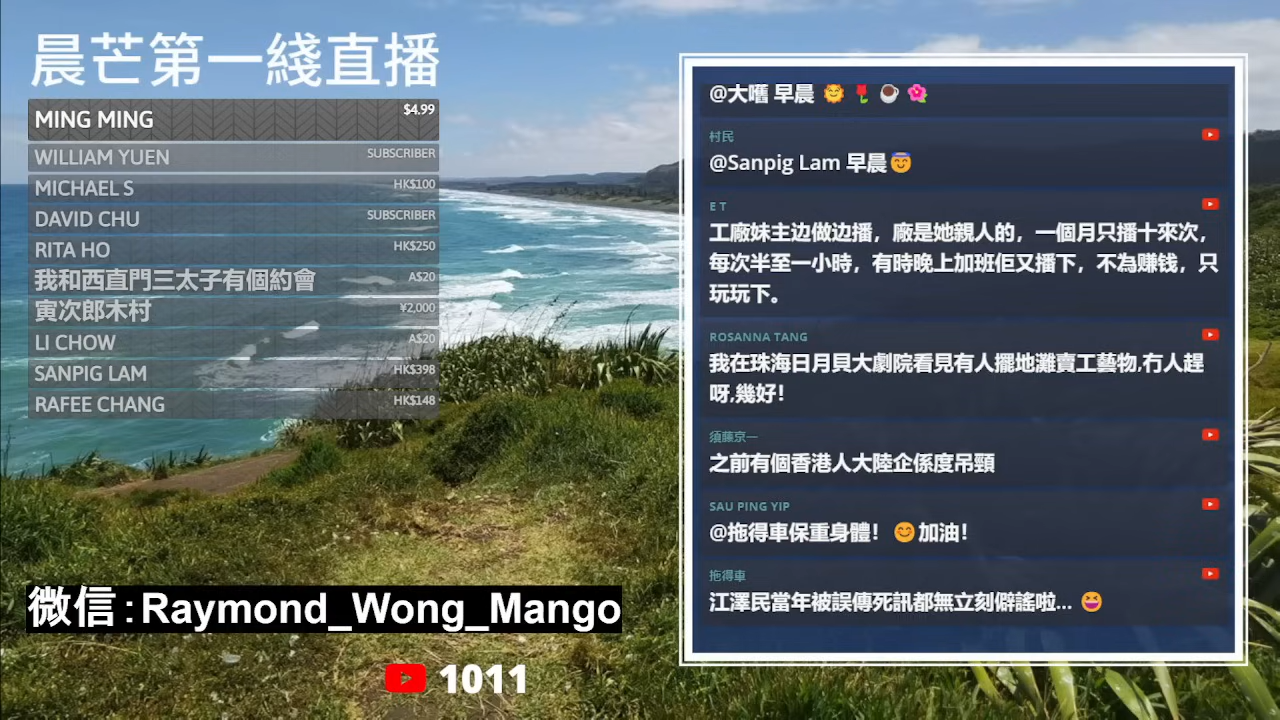 晨芒第一綫直播
MING MING $4.99
WILLIAM YUEN SUBSCRIBER
MICHAEL S HK$100
DAVID CHU SUBSCRIBER
RITA HO HK$250
我和西直門三太子有個約會 A$20
寅次郎木村 ¥2,000
LI CHOW A$20
SANPIG LAM HK$398
RAFEE CHANG HK$148
微信:Raymond_Wong_Mango
1011
@大嚿 早晨 🌞🌷☕🌺
村民
@Sanpig Lam 早晨😇
E T
工廠妹主边做边播，廠是她親人的，一個月只播十來次，
每次半至一小時，有時晚上加班佢又播下，不為赚钱，只
玩玩下。
ROSANNA TANG
我在珠海日月貝大劇院看見有人擺地灘賣工藝物,冇人趕
呀,幾好!
須藤京一
之前有個香港人大陸企係度吊頸
SAU PING YIP
@拖得車保重身體！ 😊加油!
拖得車
江澤民當年被誤傳死訊都無立刻僻謠啦... 😆